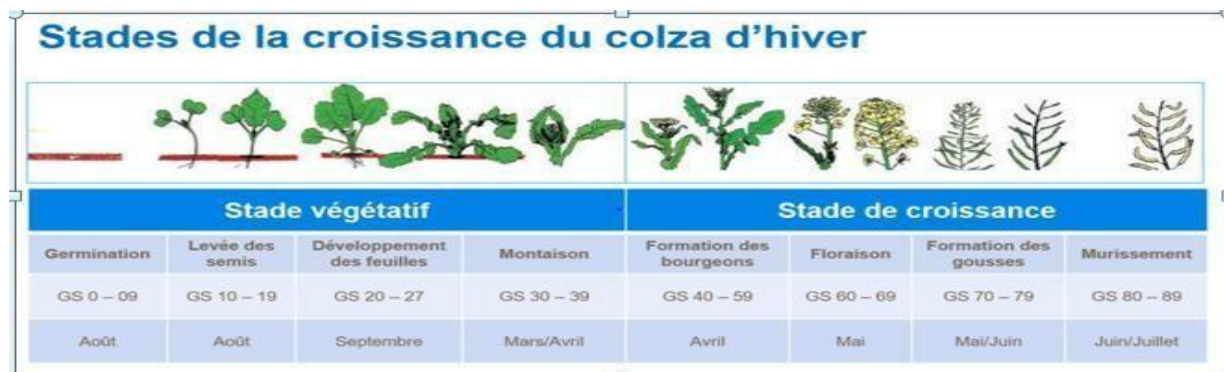 Stades de la croissance du colza d'hiver
Stade végétatif
Stade de croissance
Germination
Levée des
semis
Développement
des feuilles
Montaison
Formation des
bourgeons
Floraison
Formation des
gousses
Murissement
GS 0 – 09
GS 10 – 19
GS 20 – 27
GS 30 – 39
GS 40 – 59
GS 60 – 69
GS 70 – 79
GS 80 – 89
Août
Août
Septembre
Mars/Avril
Avril
Mai
Mai/Juin
Juin/Juillet